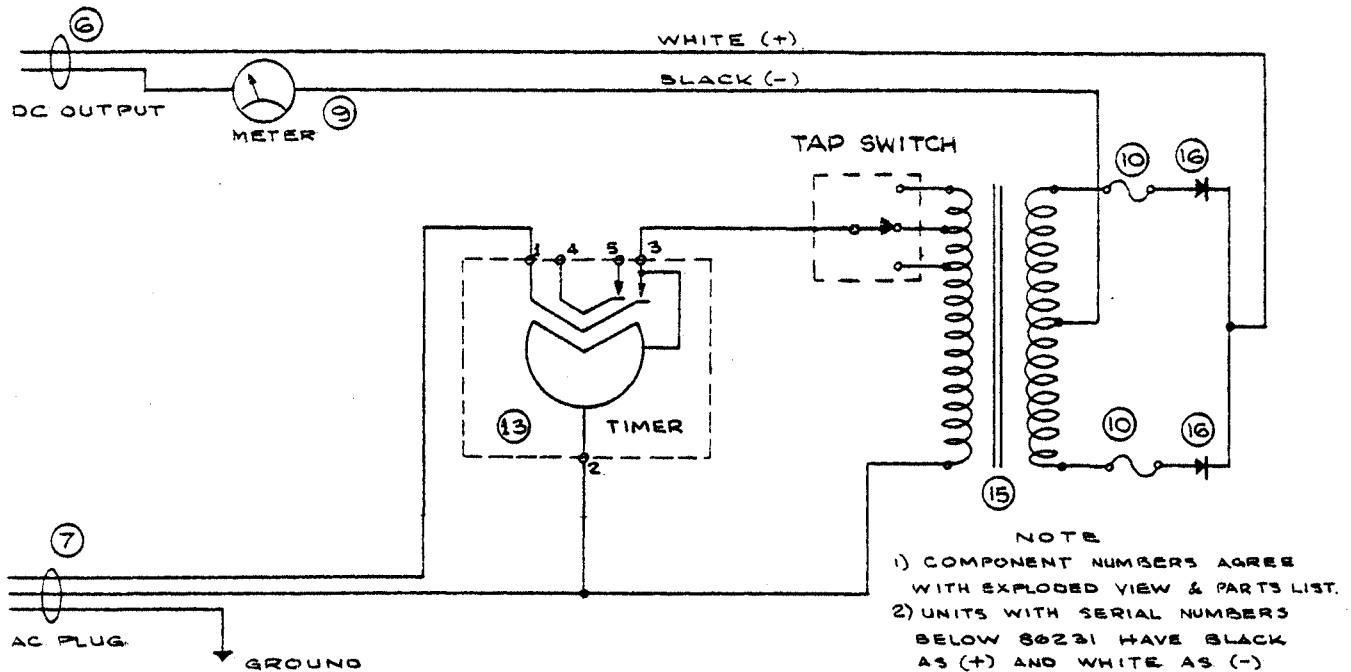 6
WHITE (+)
BLACK (-)
DC OUTPUT
METER
9
TAP SWITCH
10
16
1
4
5
3
13
TIMER
2
10
16
15
7
AC PLUG
GROUND
NOTE
1) COMPONENT NUMBERS AGREE
WITH EXPLODED VIEW & PARTS LIST.
2) UNITS WITH SERIAL NUMBERS
BELOW 86231 HAVE BLACK
AS (+) AND WHITE AS (-)